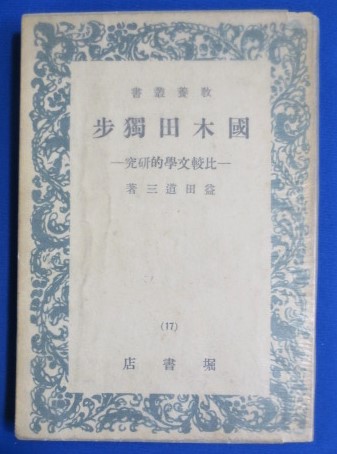 教養叢書
國木田獨步
—比較文學的硏究—
益田道三著
(17)
堀書店